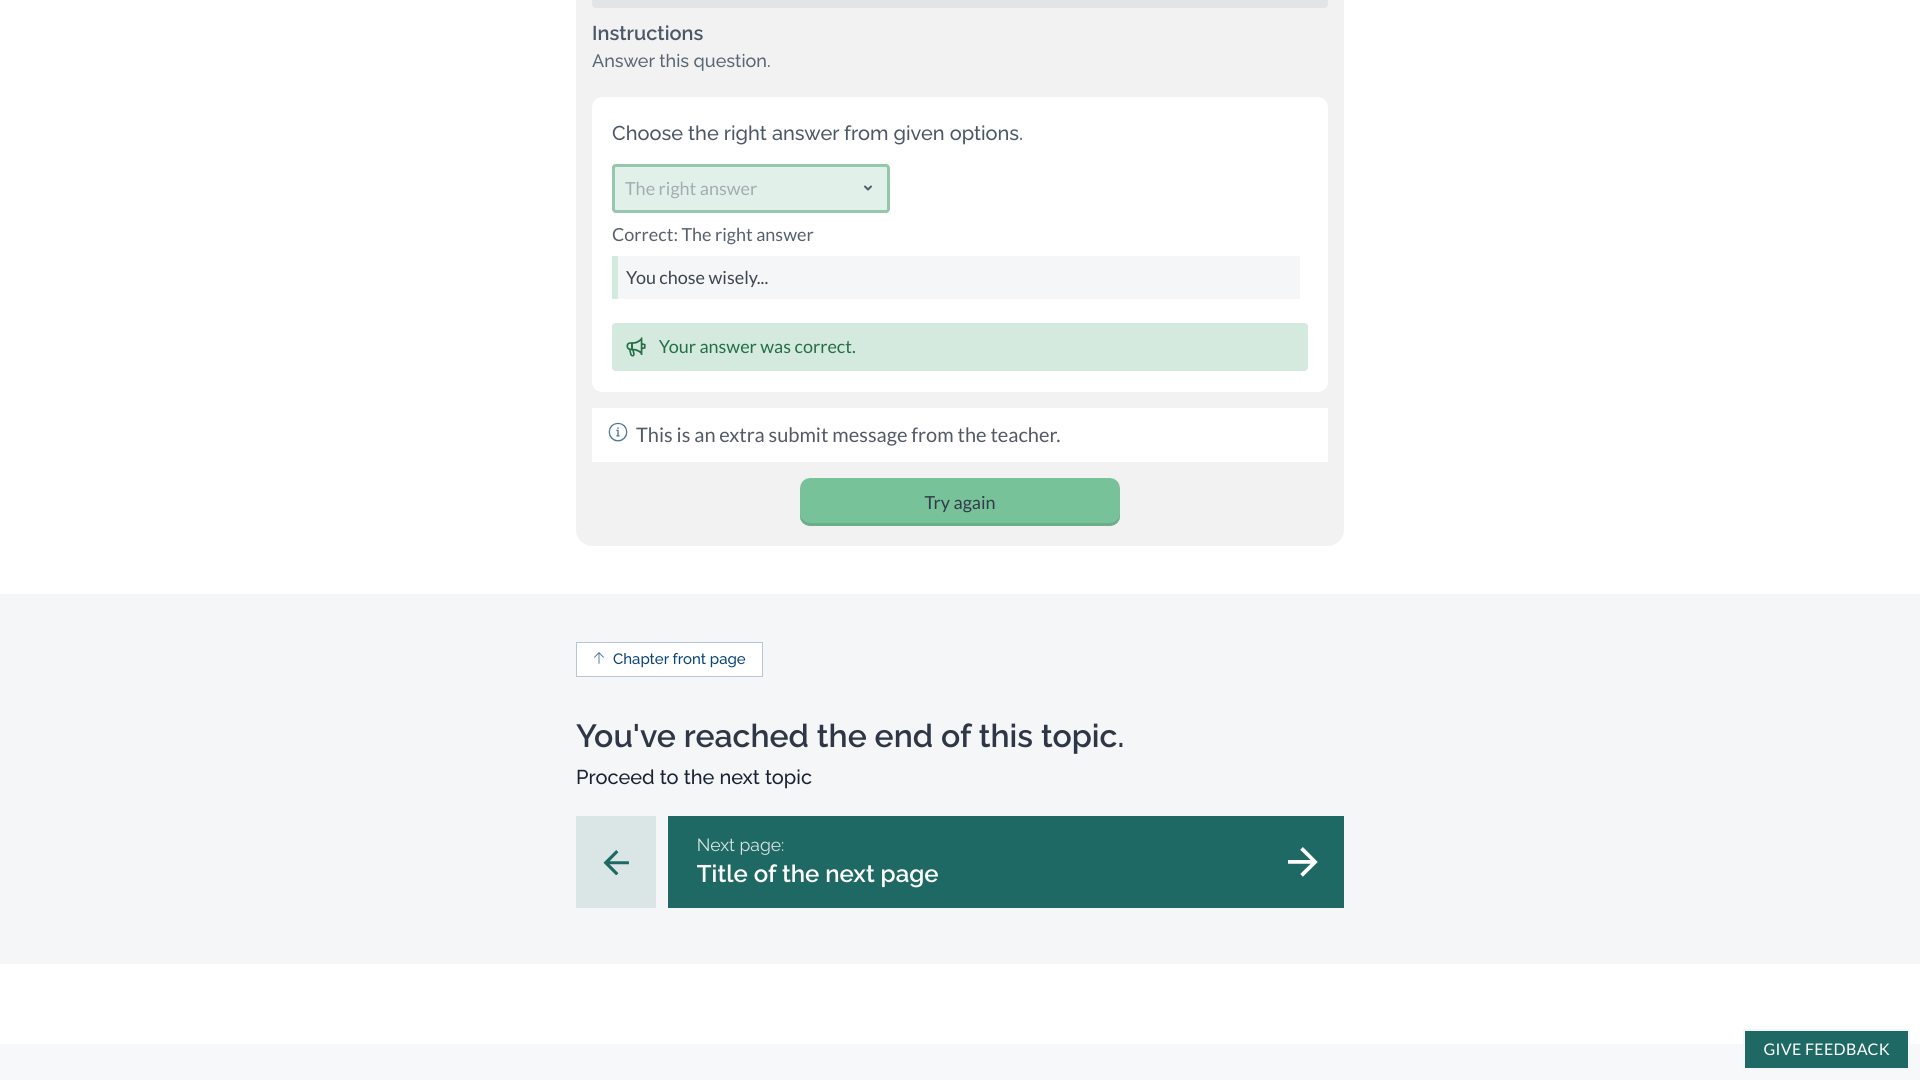 Instructions
Answer this question.
Choose the right answer from given options.
The right answer
Correct: The right answer
You chose wisely...
Your answer was correct.
This is an extra submit message from the teacher.
Try again
Chapter front page
You've reached the end of this topic.
Proceed to the next topic
Next page:
Title of the next page
GIVE FEEDBACK